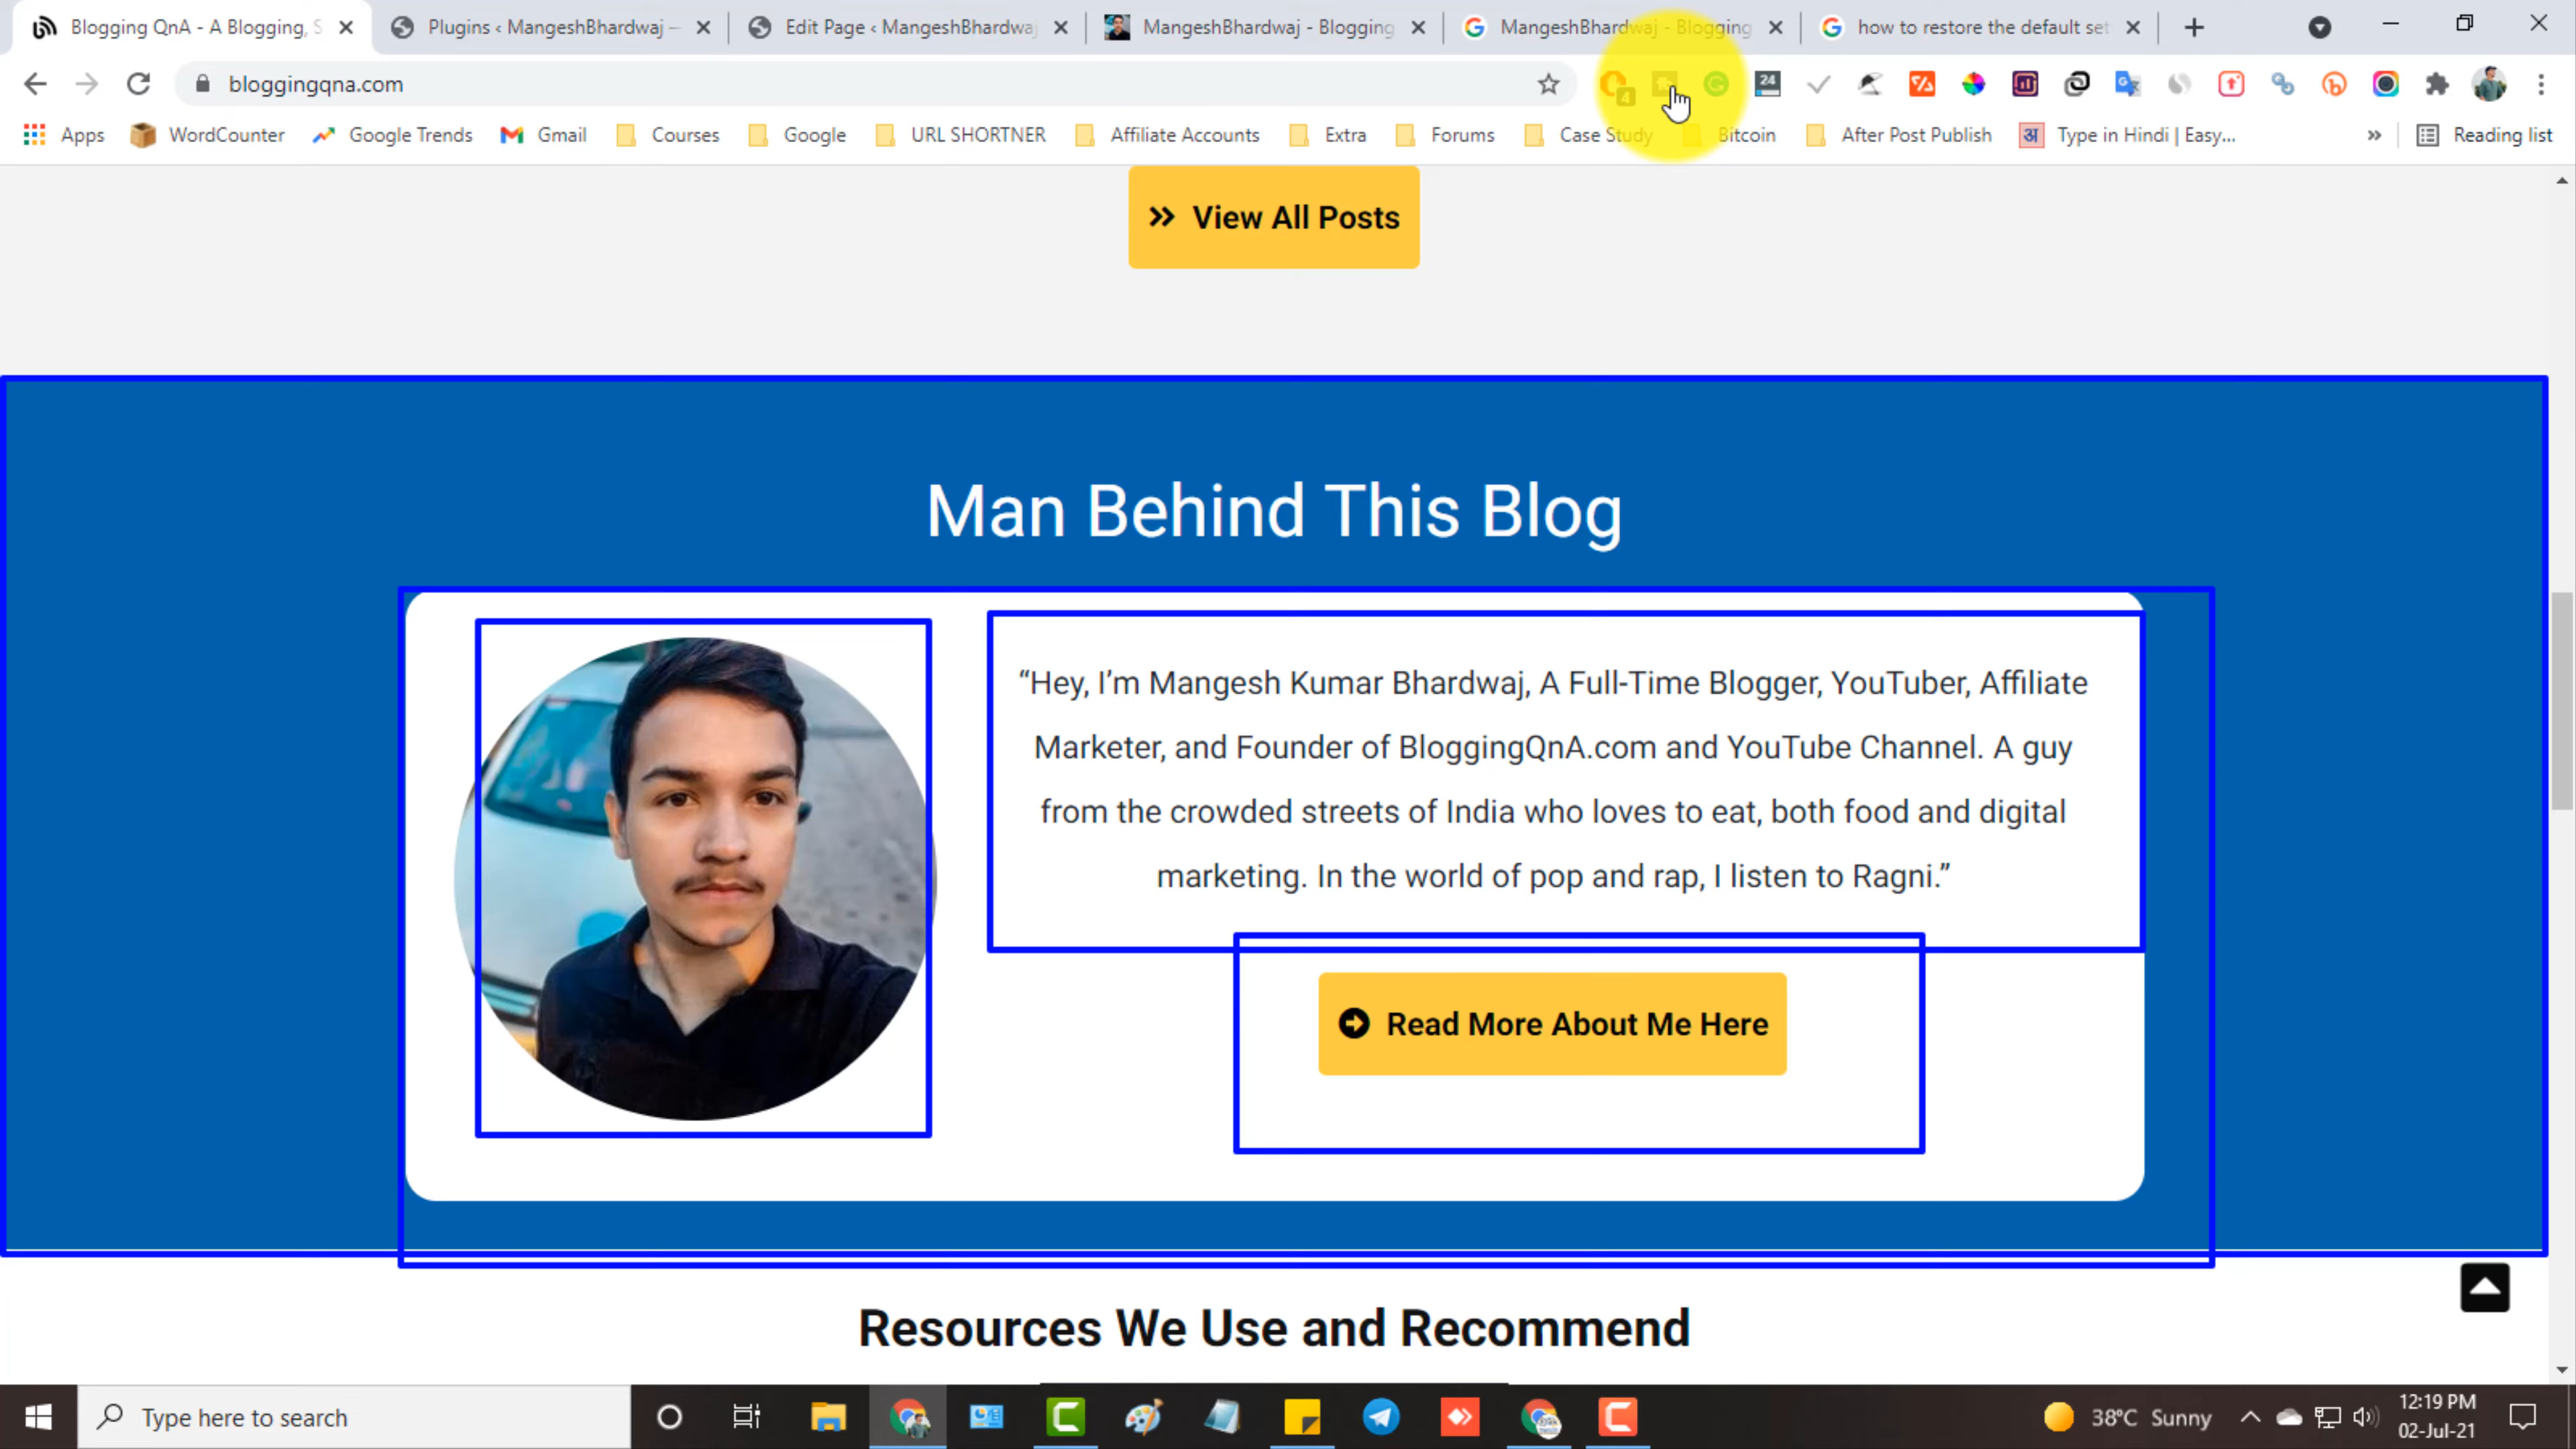 Blogging QnA - A Blogging, S
Plugins ‹ MangeshBhardwaj —
Edit Page ‹ MangeshBhardwaj
MangeshBhardwaj - Blogging
MangeshBhardwaj - Blogging
how to restore the default set
bloggingqna.com
4
24
Apps
WordCounter
Google Trends
Gmail
Courses
Google
URL SHORTNER
Affiliate Accounts
Extra
Forums
Case Study
Bitcoin
After Post Publish
अ
Type in Hindi | Easy...
»
Reading list
View All Posts
Man Behind This Blog
“Hey, I’m Mangesh Kumar Bhardwaj, A Full-Time Blogger, YouTuber, Affiliate
Marketer, and Founder of BloggingQnA.com and YouTube Channel. A guy
from the crowded streets of India who loves to eat, both food and digital
marketing. In the world of pop and rap, I listen to Ragni.”
Read More About Me Here
Resources We Use and Recommend
Type here to search
38°C Sunny
12:19 PM
02-Jul-21